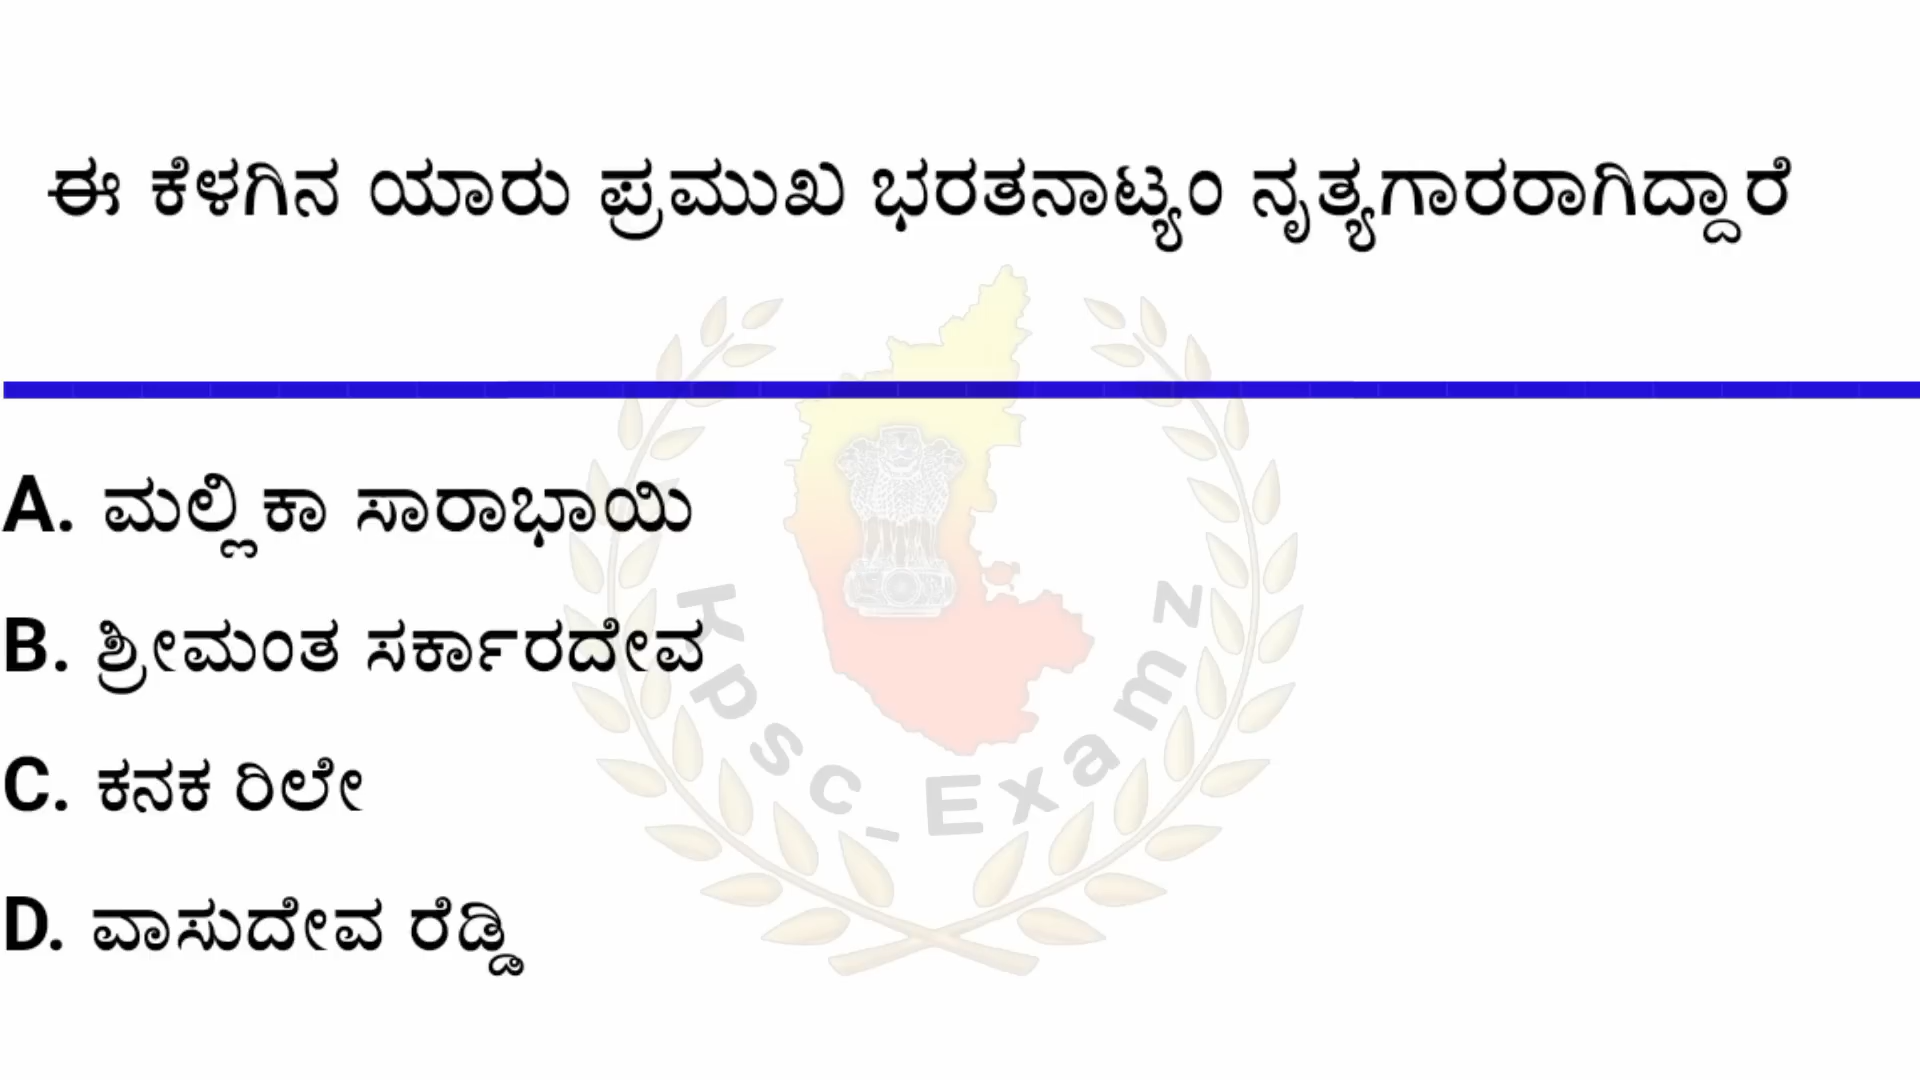 ಈ ಕೆಳಗಿನ ಯಾರು ಪ್ರಮುಖ ಭರತನಾಟ್ಯಂ ನೃತ್ಯಗಾರರಾಗಿದ್ದಾರೆ
A. ಮಲ್ಲಿಕಾ ಸಾರಾಭಾಯಿ
B. ಶ್ರೀಮಂತ ಸರ್ಕಾರದೇವ
C. ಕನಕ ರಿಲೇ
D. ವಾಸುದೇವ ರೆಡ್ಡಿ
Kpsc_Examz